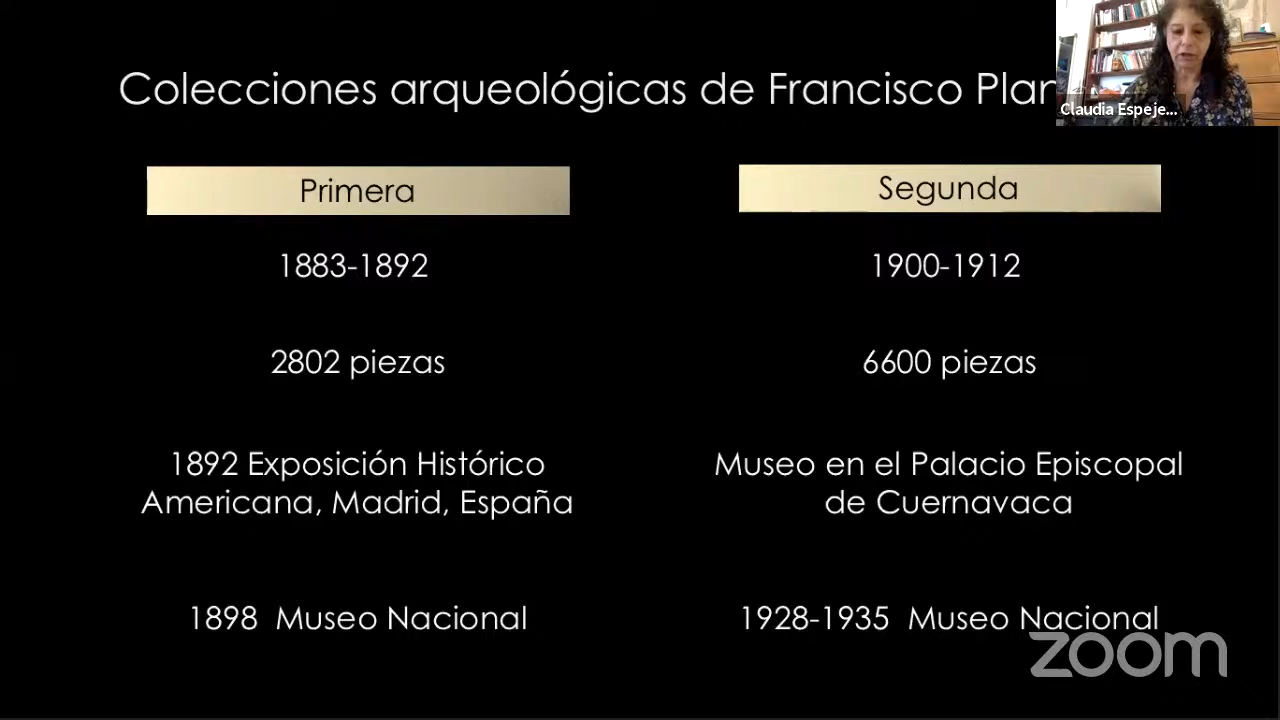 Colecciones arqueológicas de Francisco
Claudia Espeje...
Primera
Segunda
1883-1892
1900-1912
2802 piezas
6600 piezas
1892 Exposición Histórico
Americana, Madrid, España
Museo en el Palacio Episcopal
de Cuernavaca
1898 Museo Nacional
1928-1935 Museo Nacional
zoom